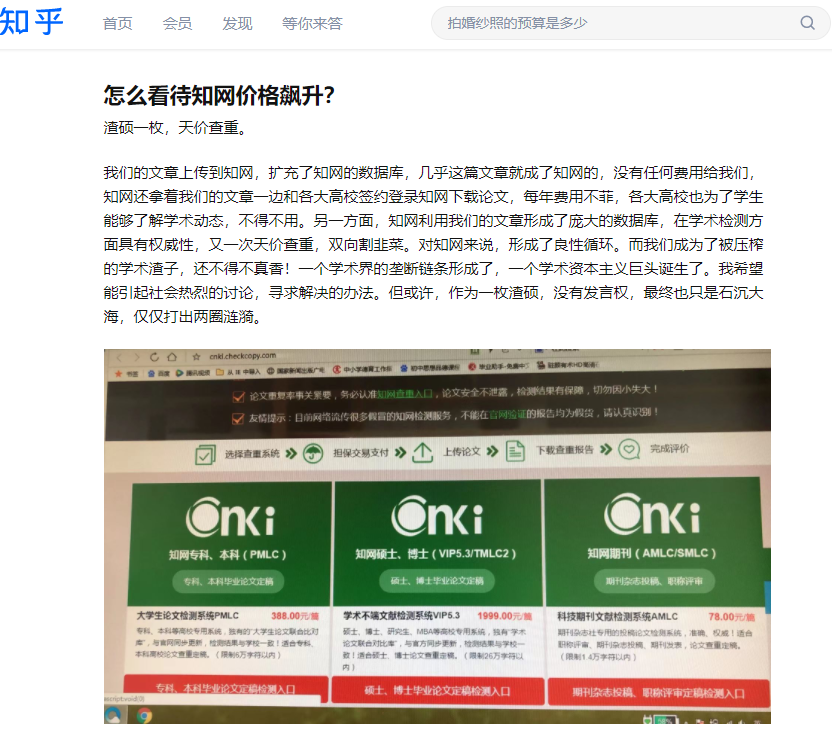 知乎 首页 会员 发现 等你来答 拍婚纱照的预算是多少
怎么看待知网价格飙升?
渣硕一枚，天价查重。
我们的文章上传到知网，扩充了知网的数据库，几乎这篇文章就成了知网的，没有任何费用给我们，
知网还拿着我们的文章一边和各大高校签约登录知网下载论文，每年费用不菲，各大高校也为了学生
能够了解学术动态，不得不用。另一方面，知网利用我们的文章形成了庞大的数据库，在学术检测方
面具有权威性，又一次天价查重，双向割韭菜。对知网来说，形成了良性循环。而我们成为了被压榨
的学术渣子，还不得不真香！一个学术界的垄断链条形成了，一个学术资本主义巨头诞生了。我希望
能引起社会热烈的讨论，寻求解决的办法。但或许，作为一枚渣硕，没有发言权，最终也只是石沉大
海，仅仅打出两圈涟漪。
cnki.checkcopy.com
书签 百度 腾讯视频
论文重复率事关紧要，务必认准知网查重入口，论文安全不泄露，检测结果有保障，切勿因小失大！
友情提示：目前网络流传很多假冒的知网检测服务，不能在官网验证的报告均为假货，请认真识别！
选择查重系统 担保交易支付 上传论文 下载查重报告 完成评价
Cnki Cnki Cnki
知网专科、本科（PMLC） 知网硕士、博士（VIP5.3/TMLC2） 知网期刊（AMLC/SMLC）
专科、本科毕业论文定稿 硕士、博士毕业论文定稿 期刊杂志投稿、职称评审
大学生论文检测系统PMLC 388.00元/篇 学术不端文献检测系统VIP5.3 1999.00元/篇 科技期刊文献检测系统AMLC 78.00元/篇
专科、本科等高校专用系统，独有的“大学生论文联合比对 硕士、博士、研究生、MBA等高校专用系统，独有“学术 期刊杂志社专用的投稿论文检测系统，准确、权威！适合
库”，与官网同步更新，检测结果与学校一致！适合专科、 论文联合对比库”，与官方同步更新，检测结果与学校一 职称评审、期刊投稿、期刊发表，论文查重定稿。
本科高校论文查重定稿。（限制6万字符以内） 致！适合硕士、博士论文查重定稿。（限制26万字符以 （限制1.4万字符以内）
内）
专科、本科毕业论文定稿检测入口 硕士、博士毕业论文定稿检测入口 期刊杂志投稿、职称评审定稿检测入口